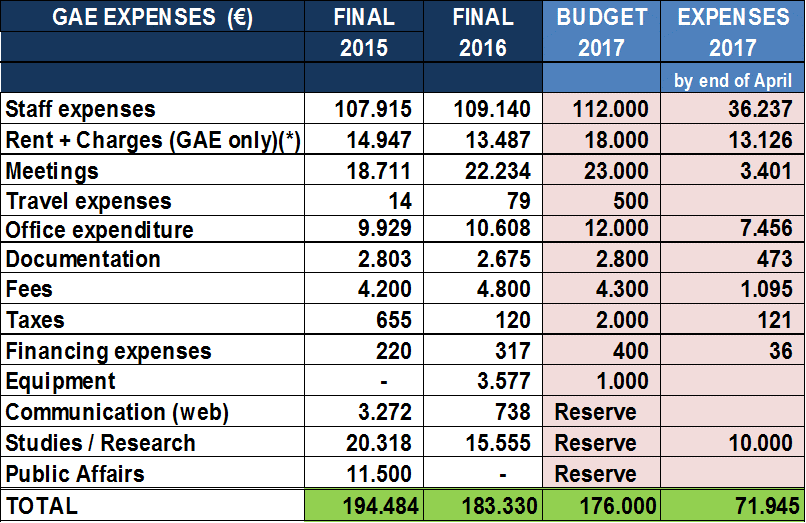 GAE EXPENSES (€) FINAL FINAL BUDGET EXPENSES
2015 2016 2017 2017
by end of April
Staff expenses 107.915 109.140 112.000 36.237
Rent + Charges (GAE only)(*) 14.947 13.487 18.000 13.126
Meetings 18.711 22.234 23.000 3.401
Travel expenses 14 79 500
Office expenditure 9.929 10.608 12.000 7.456
Documentation 2.803 2.675 2.800 473
Fees 4.200 4.800 4.300 1.095
Taxes 655 120 2.000 121
Financing expenses 220 317 400 36
Equipment - 3.577 1.000
Communication (web) 3.272 738 Reserve
Studies / Research 20.318 15.555 Reserve 10.000
Public Affairs 11.500 - Reserve
TOTAL 194.484 183.330 176.000 71.945